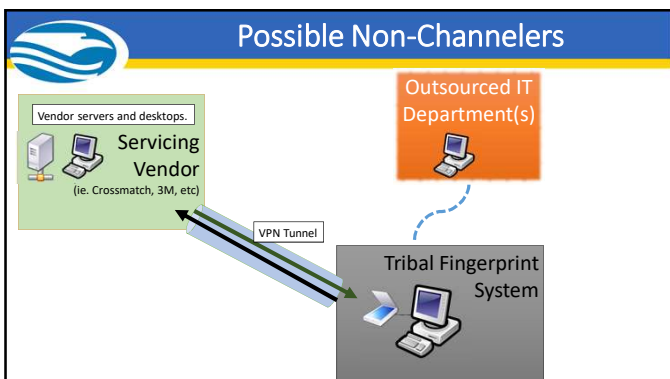 Possible Non-Channelers
Vendor servers and desktops.
Servicing
Vendor
(ie. Crossmatch, 3M, etc)
Outsourced IT
Department(s)
VPN Tunnel
Tribal Fingerprint
System